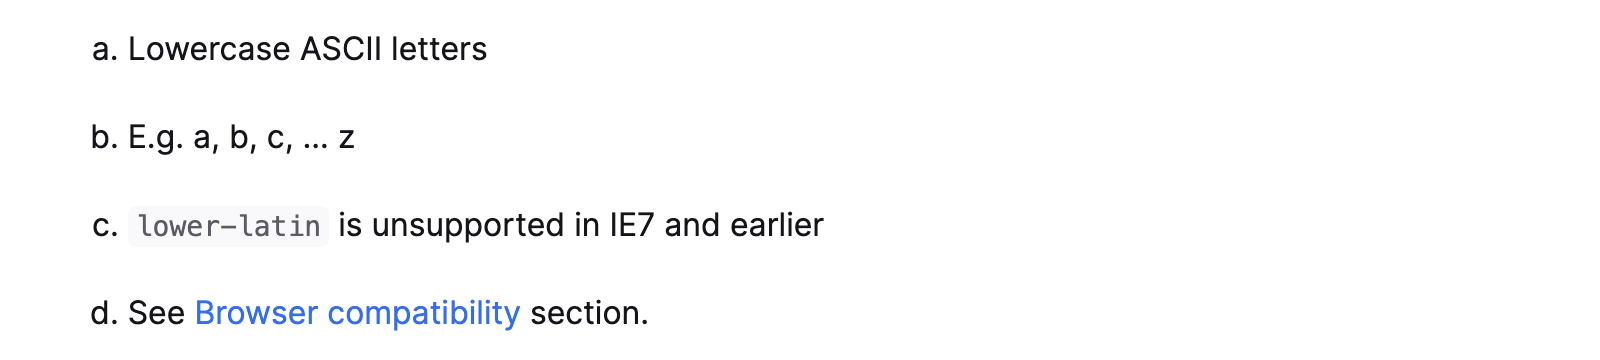 a. Lowercase ASCII letters
b. E.g. a, b, c, … z
c. lower-latin is unsupported in IE7 and earlier
d. See Browser compatibility section.